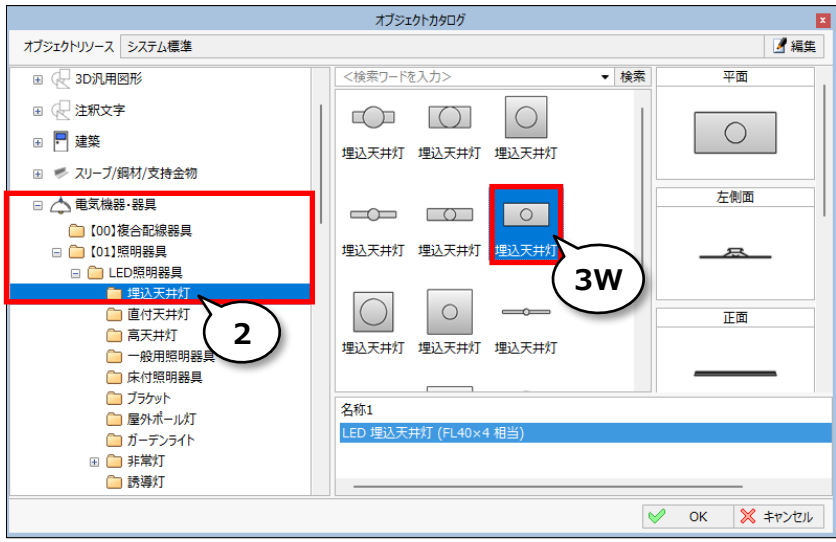 オブジェクトカタログ
オブジェクトリソース システム標準
編集
3D汎用図形
注釈文字
建築
スリーブ/鋼材/支持金物
電気機器・器具
【00】複合配線器具
【01】照明器具
LED照明器具
埋込天井灯
直付天井灯
高天井灯
一般用照明器具
床付照明器具
ブラケット
屋外ポール灯
ガーデンライト
非常灯
誘導灯
2
<検索ワードを入力>
検索
埋込天井灯 埋込天井灯 埋込天井灯
埋込天井灯 埋込天井灯 埋込天井灯
3W
埋込天井灯 埋込天井灯 埋込天井灯
平面
左側面
正面
名称1
LED 埋込天井灯 (FL40×4 相当)
OK
キャンセル